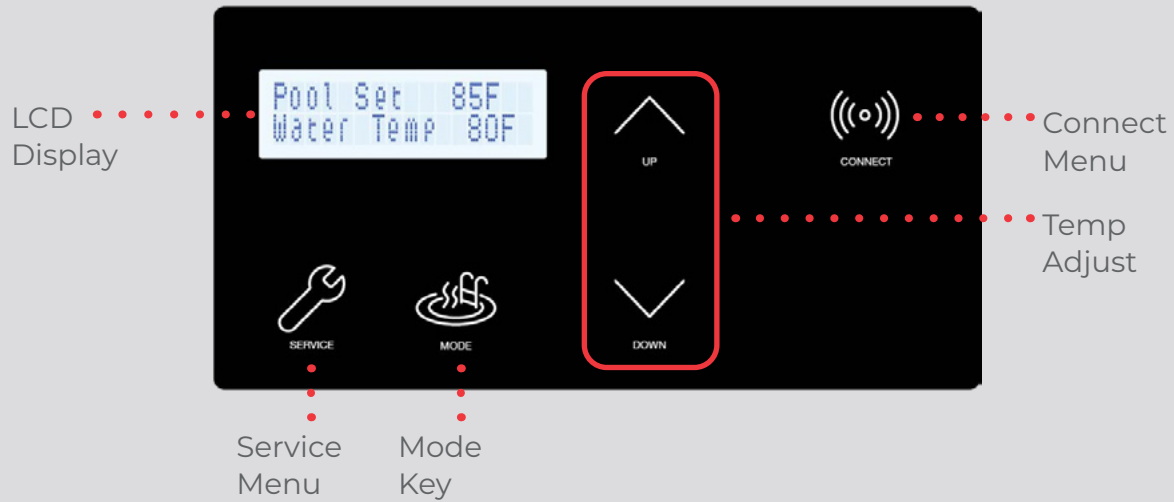 Pool Set 85F
Water Temp 80F
UP
CONNECT
SERVICE
MODE
DOWN
LCD
Display
Connect
Menu
Temp
Adjust
Service
Menu
Mode
Key